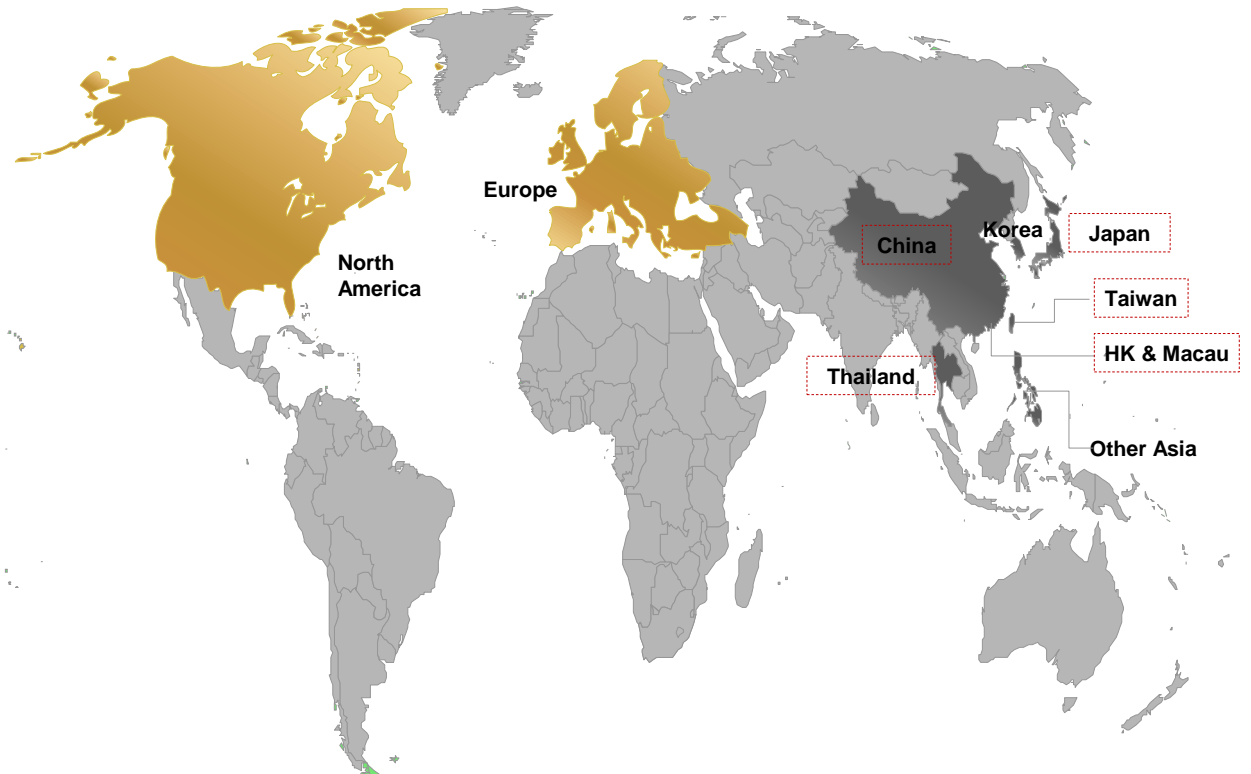 Europe
North
America
China
Korea
Japan
Taiwan
HK & Macau
Thailand
Other Asia